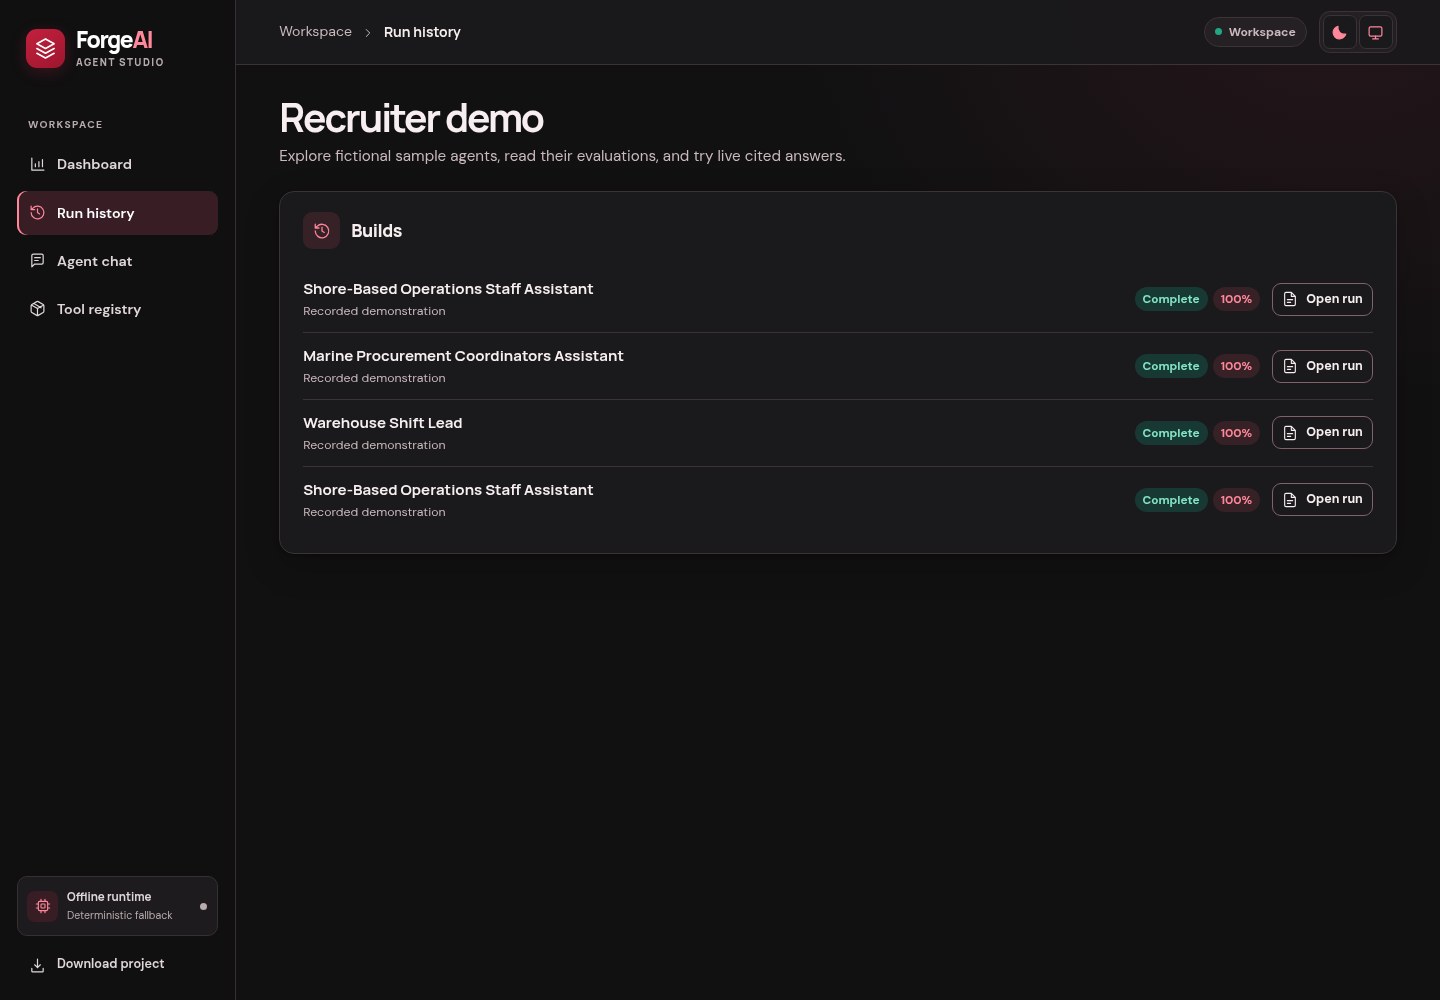 ForgeAI
AGENT STUDIO
WORKSPACE
Dashboard
Run history
Agent chat
Tool registry
Offline runtime
Deterministic fallback
Download project
Workspace > Run history
Workspace
Recruiter demo
Explore fictional sample agents, read their evaluations, and try live cited answers.
Builds
Shore-Based Operations Staff Assistant
Recorded demonstration
Complete 100% Open run
Marine Procurement Coordinators Assistant
Recorded demonstration
Complete 100% Open run
Warehouse Shift Lead
Recorded demonstration
Complete 100% Open run
Shore-Based Operations Staff Assistant
Recorded demonstration
Complete 100% Open run